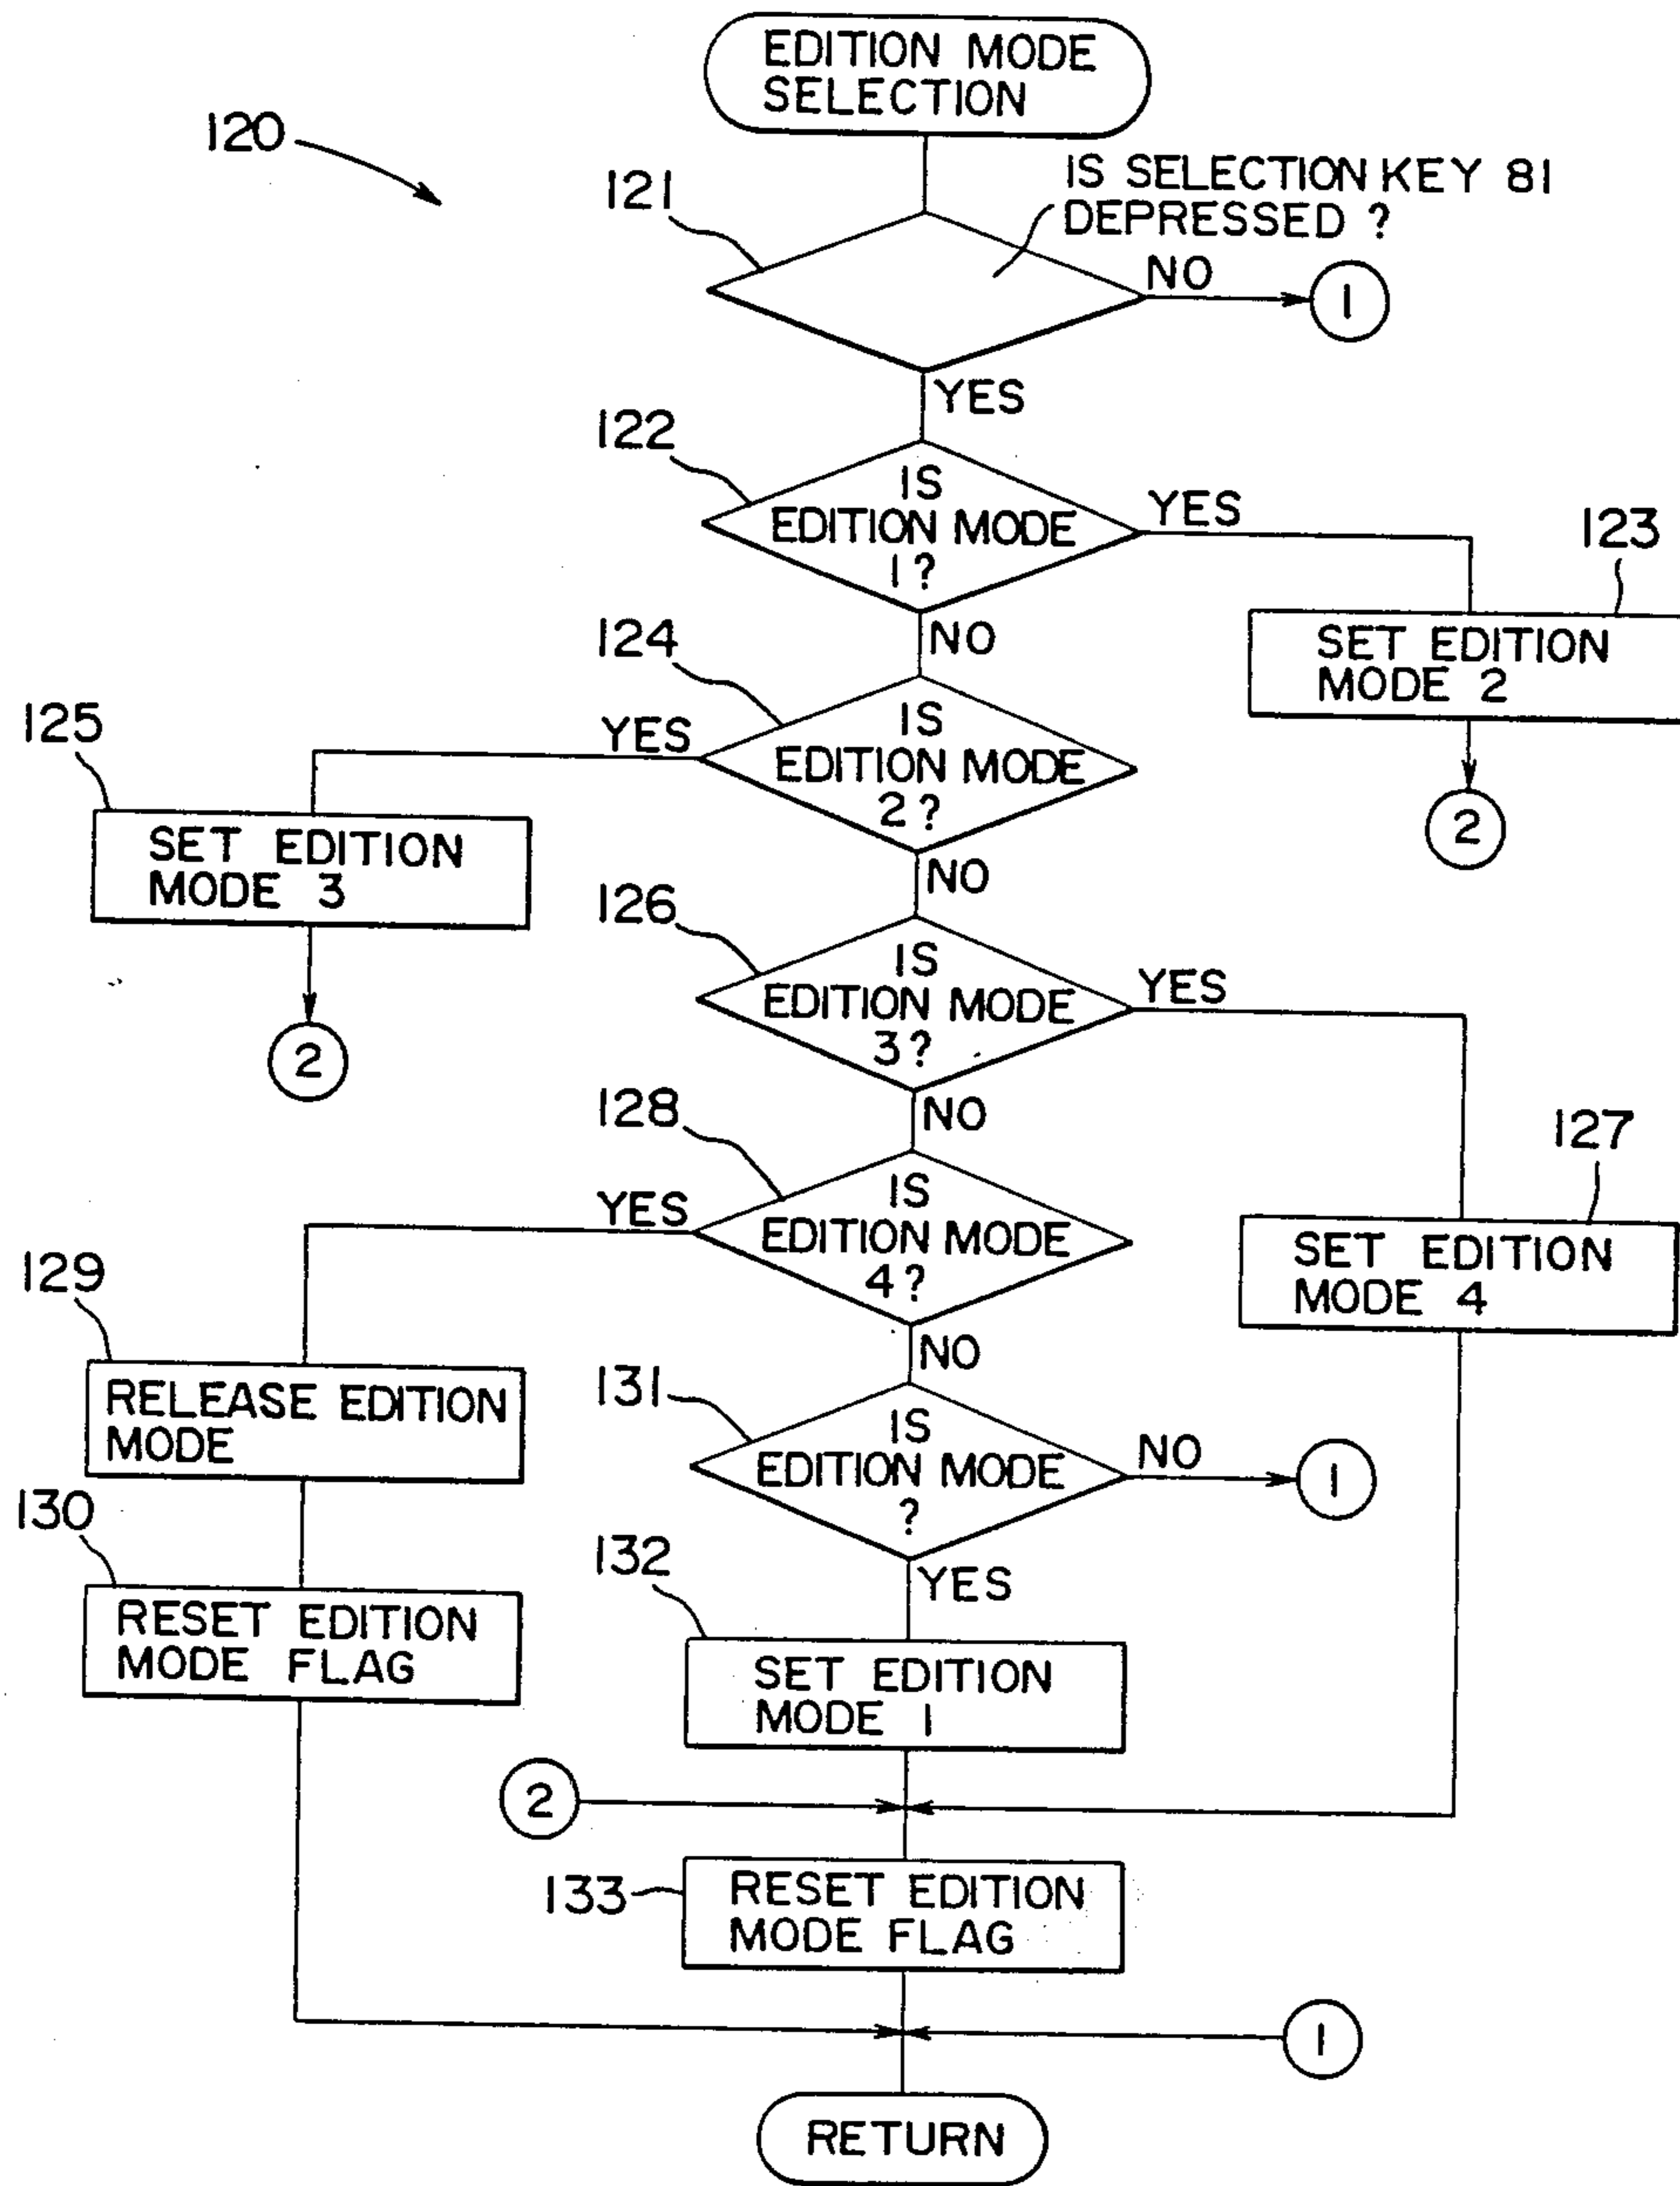 EDITION MODE
SELECTION
120
121
IS SELECTION KEY 81
DEPRESSED ?
NO
1
YES
122
IS
EDITION MODE
1?
YES
123
SET EDITION
MODE 2
2
NO
124
IS
EDITION MODE
2?
YES
125
SET EDITION
MODE 3
2
NO
126
IS
EDITION MODE
3?
YES
127
SET EDITION
MODE 4
NO
128
IS
EDITION MODE
4?
YES
129
RELEASE EDITION
MODE
130
RESET EDITION
MODE FLAG
NO
131
IS
EDITION MODE
?
NO
1
YES
132
SET EDITION
MODE 1
2
133
RESET EDITION
MODE FLAG
1
RETURN